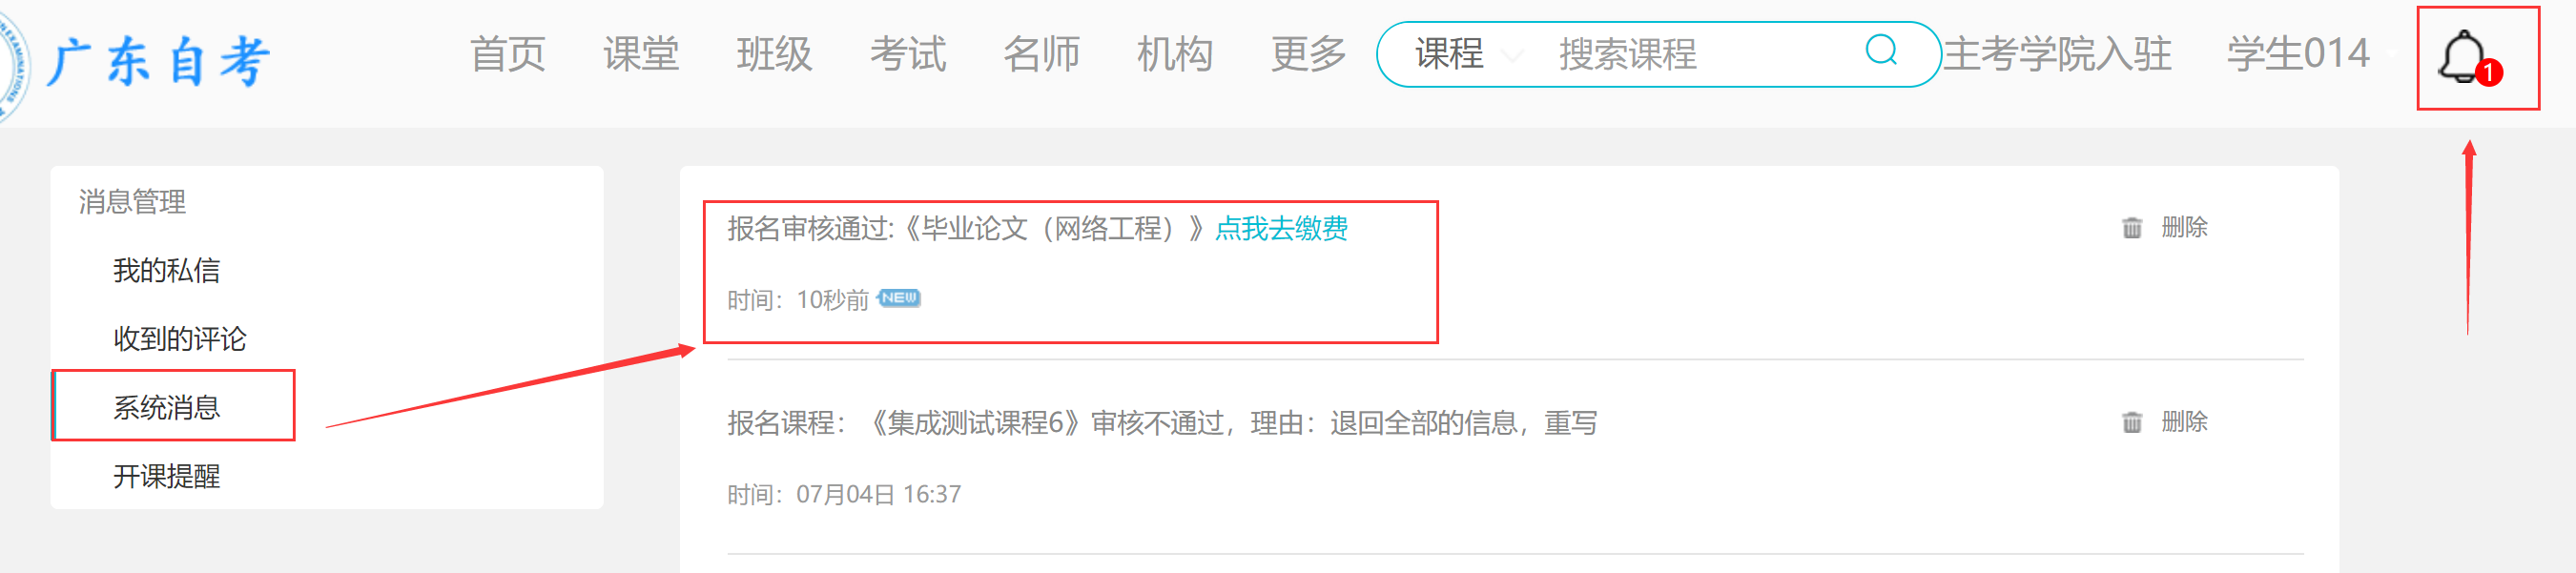 广东自考
首页 课堂 班级 考试 名师 机构 更多 课程 搜索课程 主考学院入驻 学生014 1
消息管理
我的私信
收到的评论
系统消息
开课提醒
报名审核通过:《毕业论文（网络工程）》点我去缴费 删除
时间：10秒前 NEW
报名课程：《集成测试课程6》审核不通过，理由：退回全部的信息，重写 删除
时间：07月04日 16:37